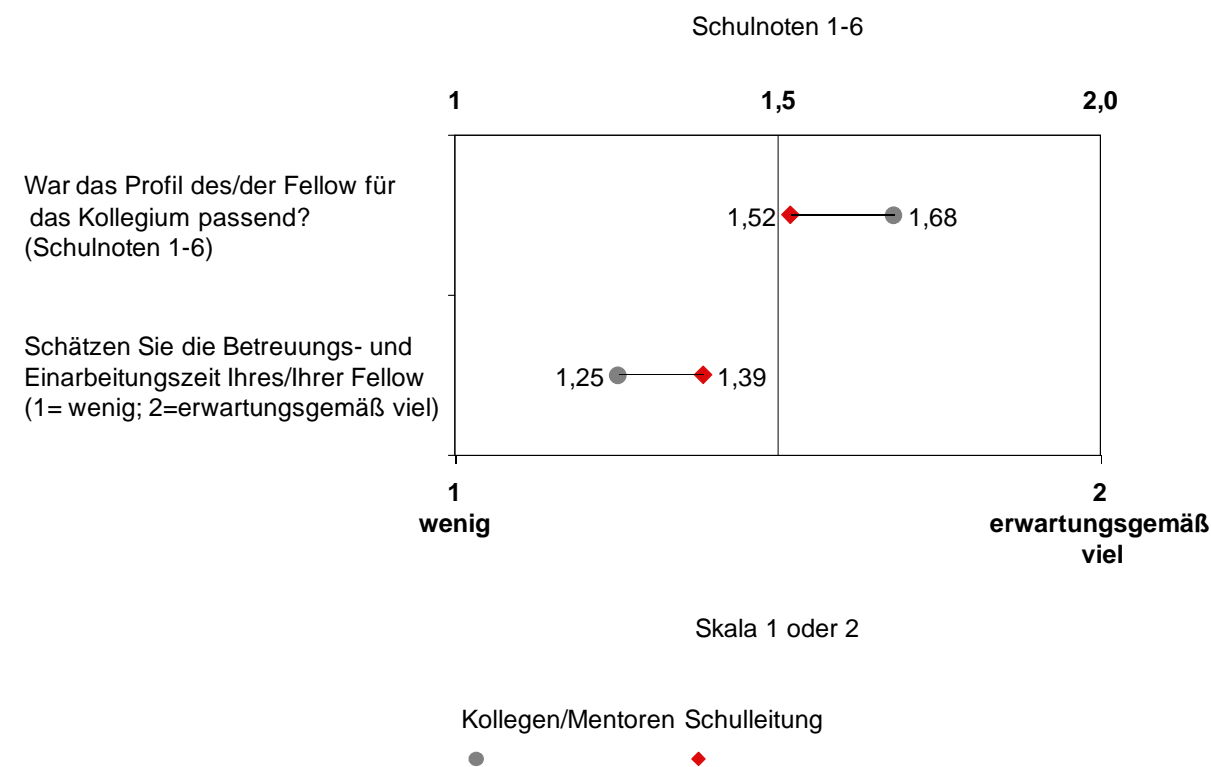 Schulnoten 1-6
1 1,5 2,0
War das Profil des/der Fellow für
das Kollegium passend?
(Schulnoten 1-6)
1,52 1,68
Schätzen Sie die Betreuungs- und
Einarbeitungszeit Ihres/Ihrer Fellow
(1= wenig; 2=erwartungsgemäß viel)
1,25 1,39
1 2
wenig erwartungsgemäß
viel
Skala 1 oder 2
Kollegen/Mentoren Schulleitung